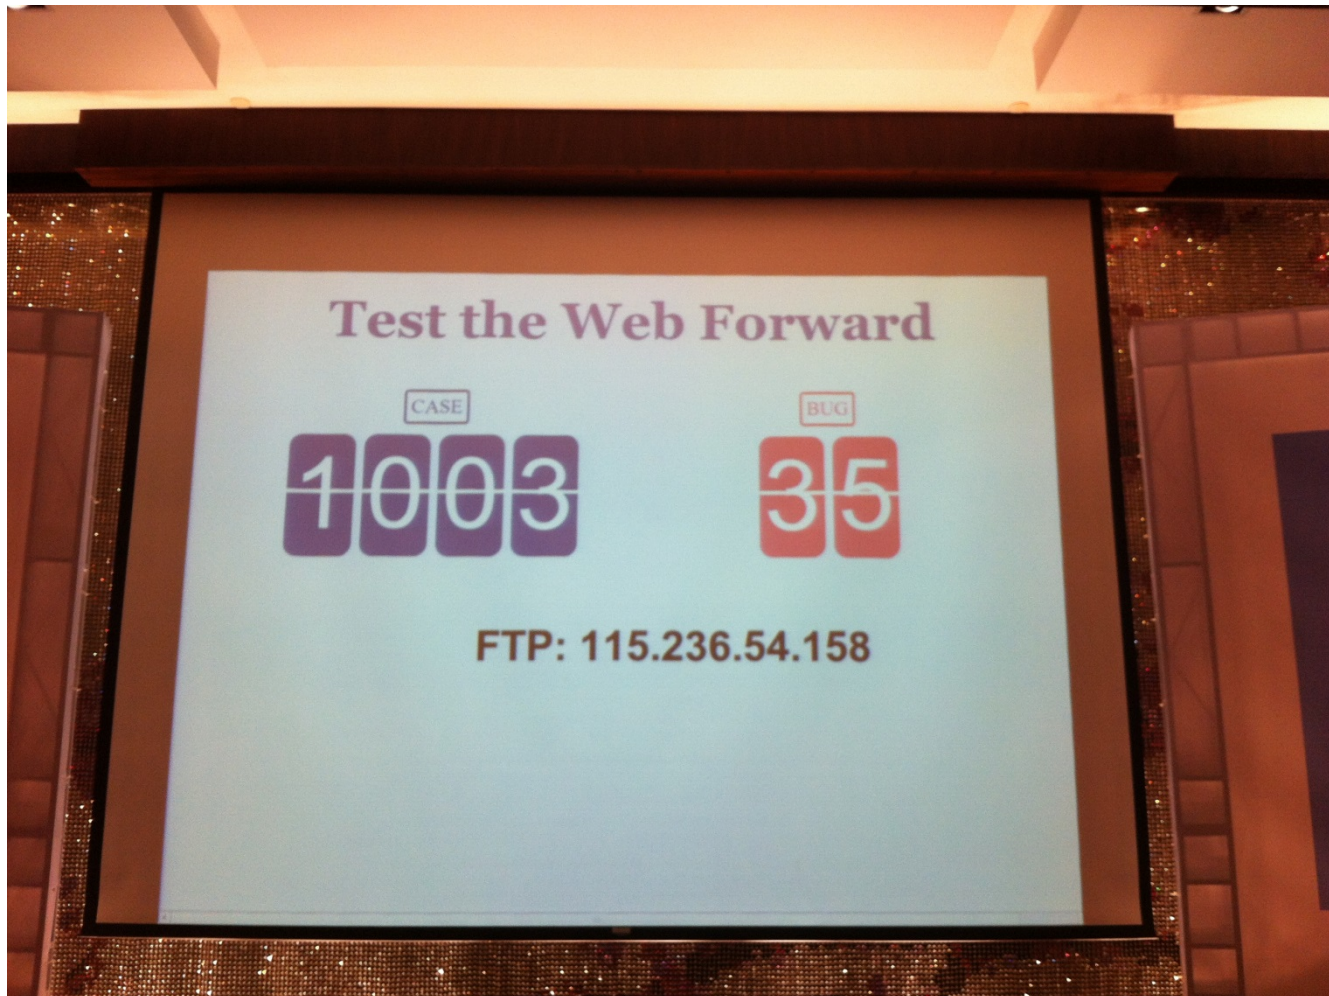 Test the Web Forward
CASE
BUG
1003
35
FTP: 115.236.54.158